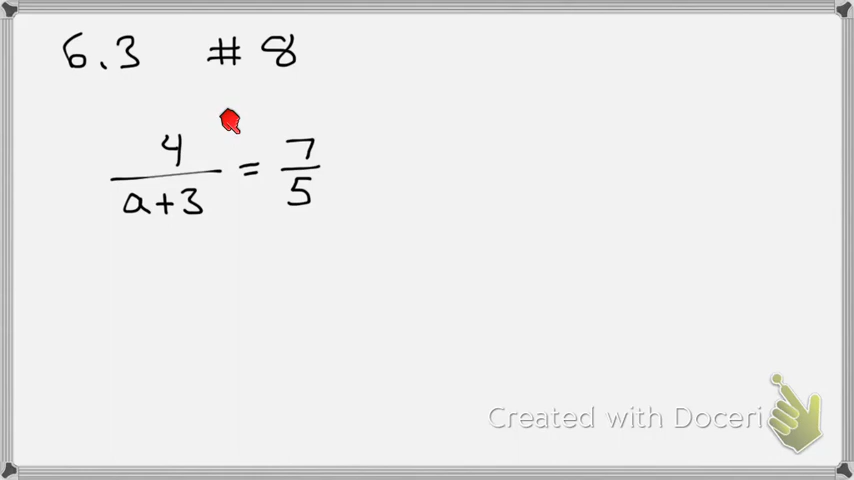 6.3 # 8
4/(a+3) = 7/5
Created with Doceri